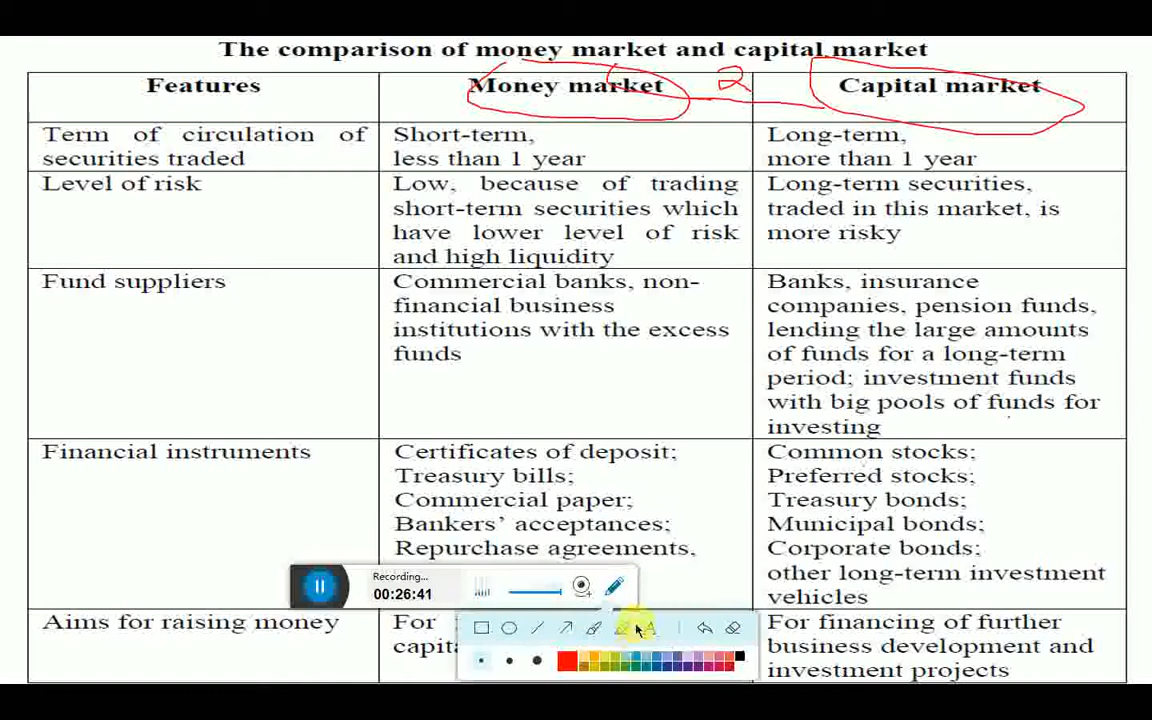 The comparison of money market and capital market
Features Money market 2 Capital market
Term of circulation of securities traded
Short-term,
less than 1 year
Long-term,
more than 1 year
Level of risk
Low, because of trading
short-term securities which
have lower level of risk
and high liquidity
Long-term securities,
traded in this market, is
more risky
Fund suppliers
Commercial banks, non-
financial business
institutions with the excess
funds
Banks, insurance
companies, pension funds,
lending the large amounts
of funds for a long-term
period; investment funds
with big pools of funds for
investing
Financial instruments
Certificates of deposit;
Treasury bills;
Commercial paper;
Bankers’ acceptances;
Repurchase agreements,
Common stocks;
Preferred stocks;
Treasury bonds;
Municipal bonds;
Corporate bonds;
other long-term investment
vehicles
Recording...
00:26:41
Aims for raising money
For
For financing of further
business development and
investment projects
A